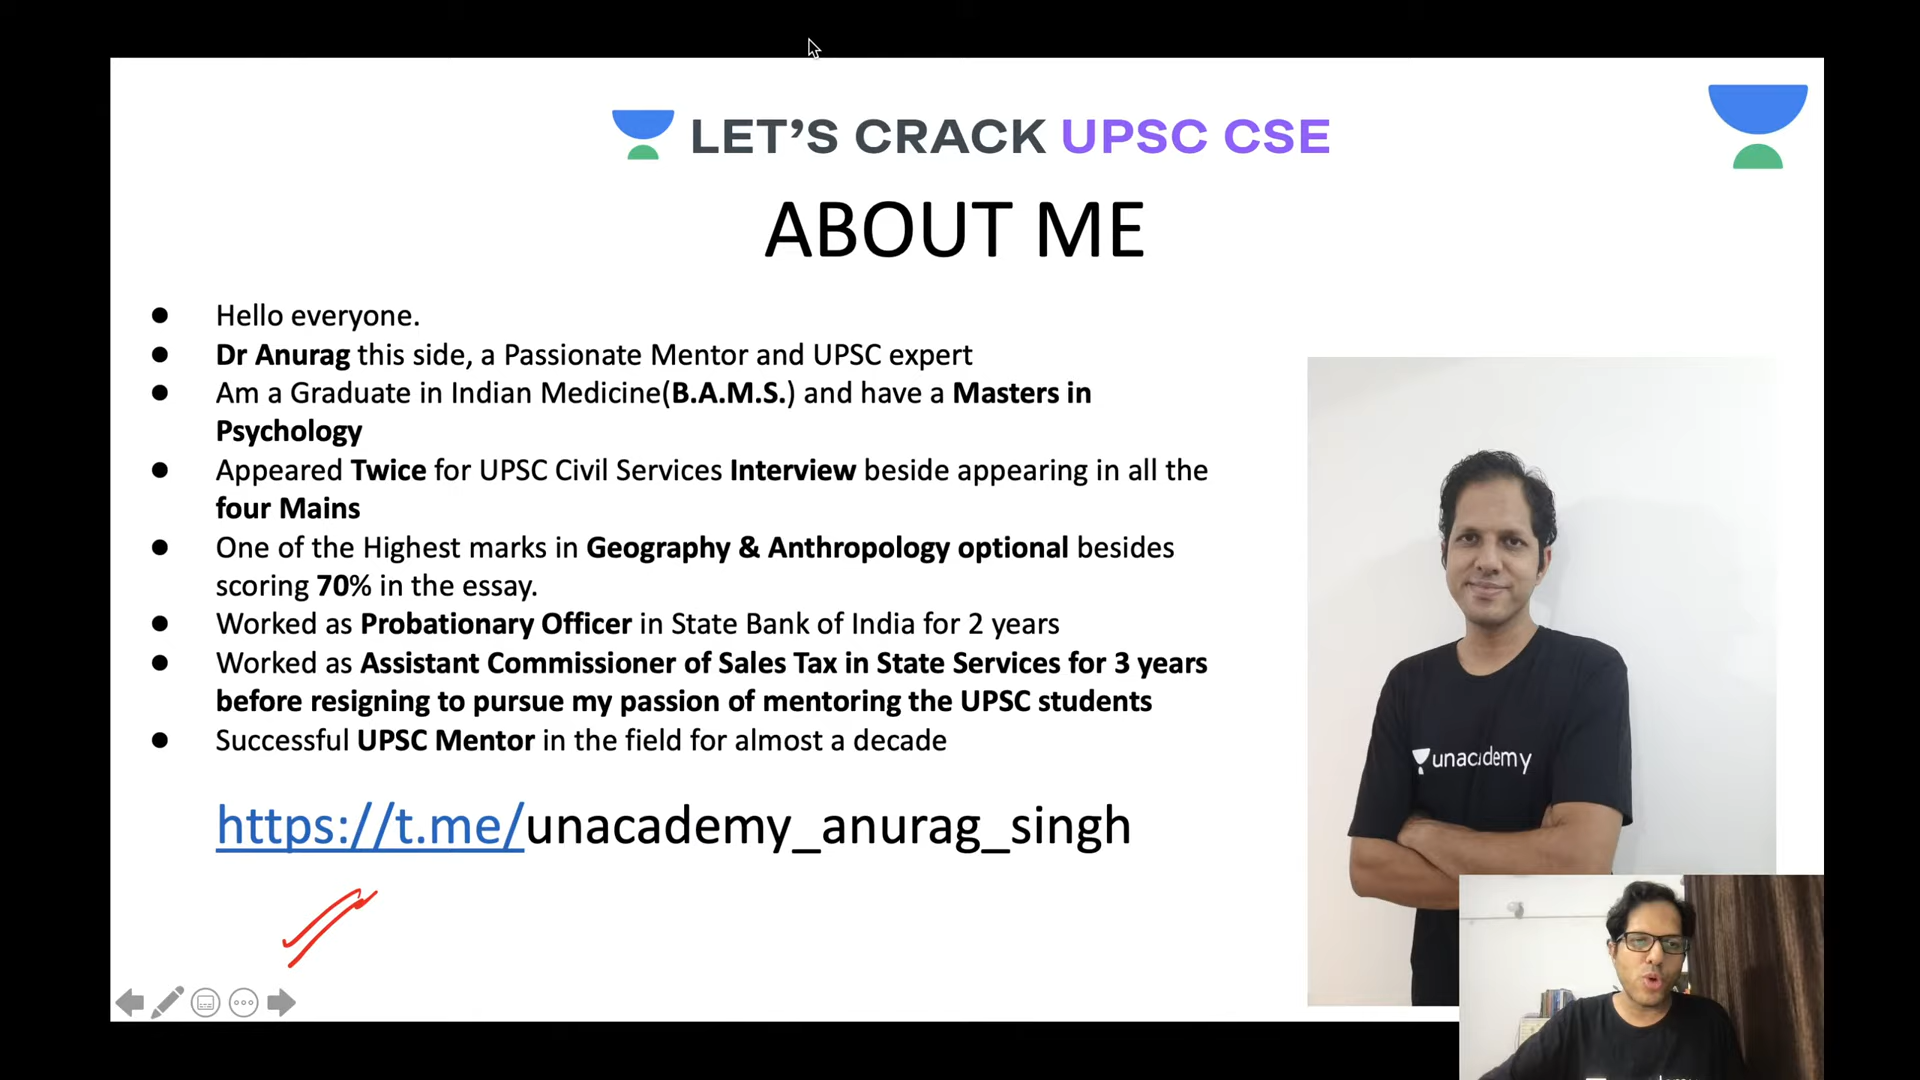 LET’S CRACK UPSC CSE
ABOUT ME
● Hello everyone.
● Dr Anurag this side, a Passionate Mentor and UPSC expert
● Am a Graduate in Indian Medicine(B.A.M.S.) and have a Masters in
Psychology
● Appeared Twice for UPSC Civil Services Interview beside appearing in all the
four Mains
● One of the Highest marks in Geography & Anthropology optional besides
scoring 70% in the essay.
● Worked as Probationary Officer in State Bank of India for 2 years
● Worked as Assistant Commissioner of Sales Tax in State Services for 3 years
before resigning to pursue my passion of mentoring the UPSC students
● Successful UPSC Mentor in the field for almost a decade
https://t.me/unacademy_anurag_singh
unacademy